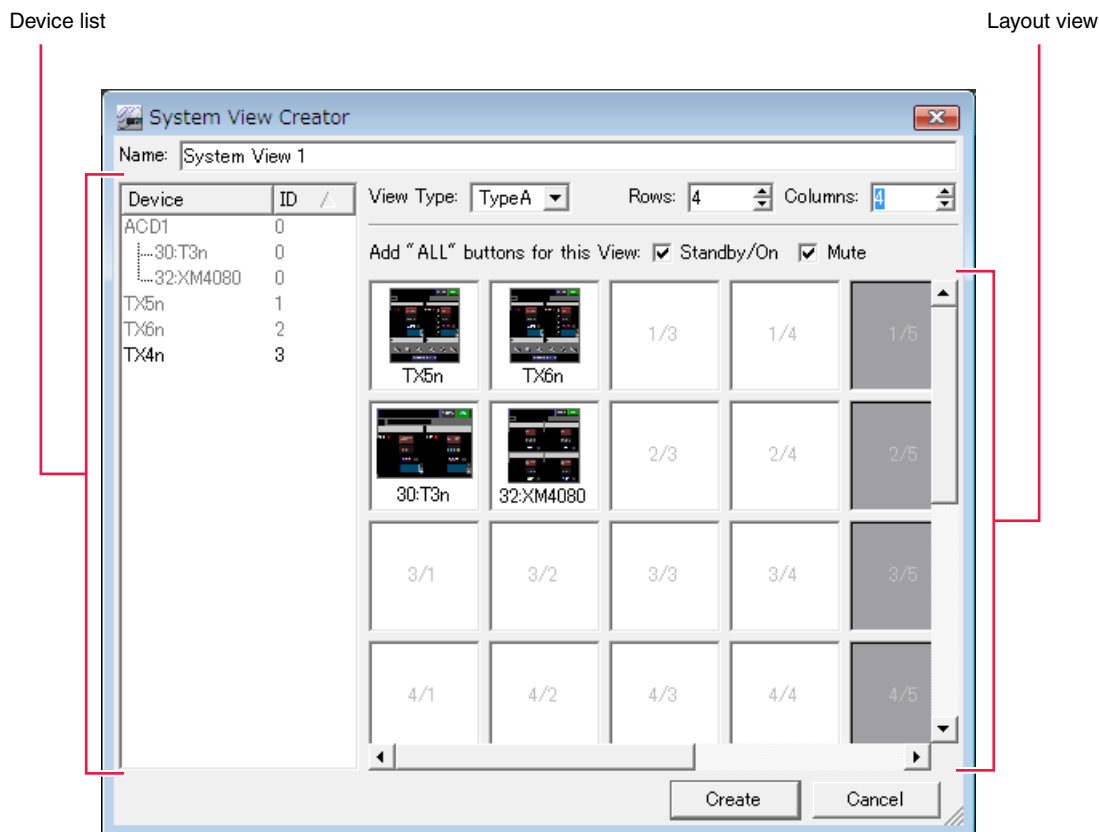 Device list
Layout view
System View Creator
Name: System View 1
Device ID
View Type: TypeA Rows: 4 Columns: 4
ACD1 0
30:T3n 0
Add "ALL" buttons for this View: Standby/On Mute
32:XM4080 0
TX5n 1
TX6n 2
TX4n 3
1/3 1/4 1/5
TX5n TX6n
2/3 2/4 2/5
30:T3n 32:XM4080
3/1 3/2 3/3 3/4 3/5
4/1 4/2 4/3 4/4 4/5
Create Cancel